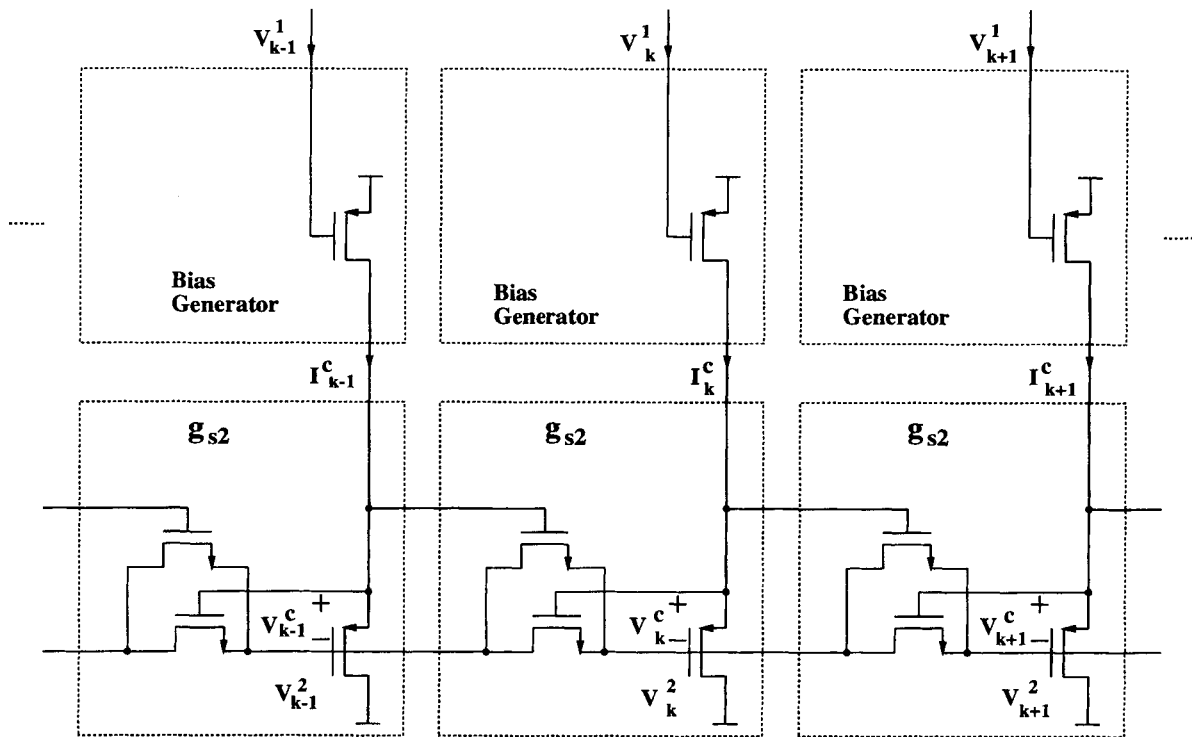 V¹ₖ₋₁
V¹ₖ
V¹ₖ₊₁
Bias
Generator
Bias
Generator
Bias
Generator
Iᶜₖ₋₁
Iᶜₖ
Iᶜₖ₊₁
gₛ₂
gₛ₂
gₛ₂
+
Vᶜₖ₋₁ −
V²ₖ₋₁
+
Vᶜₖ −
V²ₖ
+
Vᶜₖ₊₁ −
V²ₖ₊₁